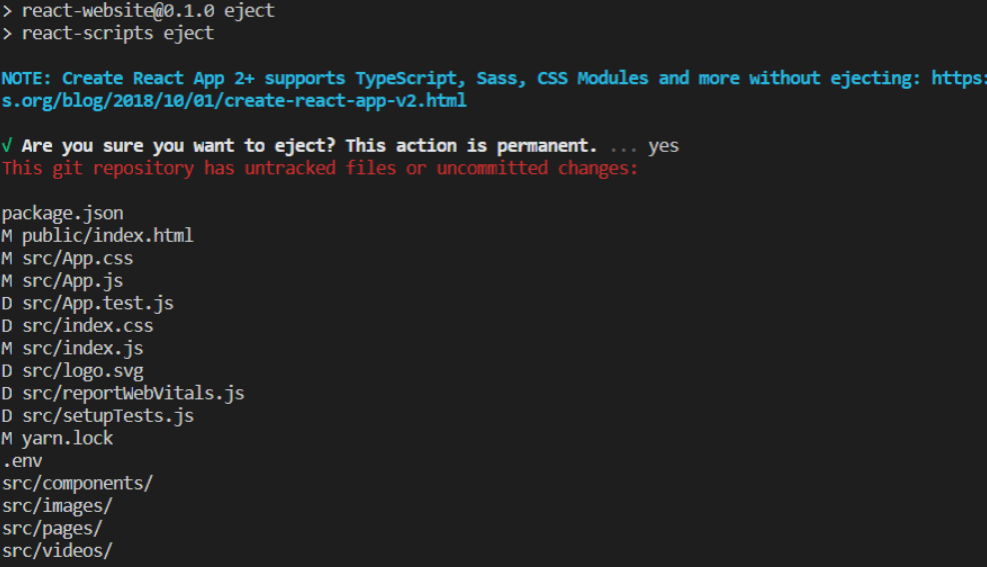 > react-website@0.1.0 eject
> react-scripts eject
NOTE: Create React App 2+ supports TypeScript, Sass, CSS Modules and more without ejecting: https:
s.org/blog/2018/10/01/create-react-app-v2.html
√ Are you sure you want to eject? This action is permanent. ... yes
This git repository has untracked files or uncommitted changes:
package.json
M public/index.html
M src/App.css
M src/App.js
D src/App.test.js
D src/index.css
M src/index.js
D src/logo.svg
D src/reportWebVitals.js
D src/setupTests.js
M yarn.lock
.env
src/components/
src/images/
src/pages/
src/videos/